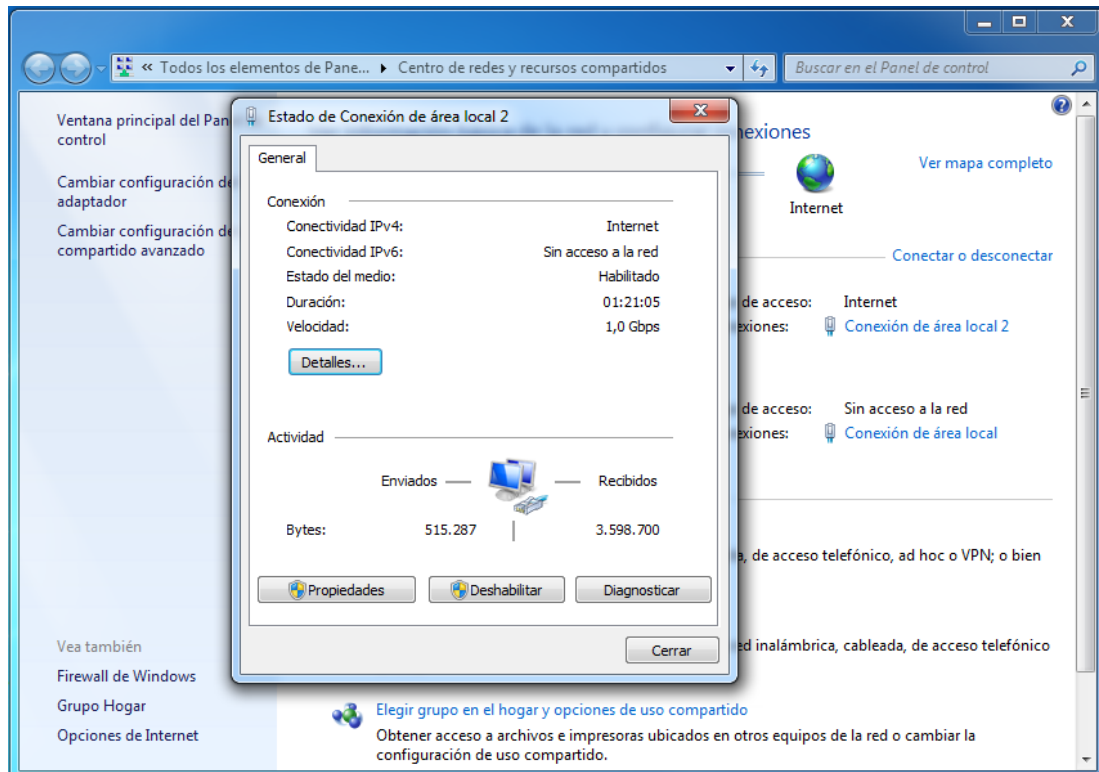 « Todos los elementos de Pane... ▸ Centro de redes y recursos compartidos
Buscar en el Panel de control
Ventana principal del Pan
control
Cambiar configuración de
adaptador
Cambiar configuración de
compartido avanzado
Vea también
Firewall de Windows
Grupo Hogar
Opciones de Internet
Estado de Conexión de área local 2
General
Conexión
Conectividad IPv4: Internet
Conectividad IPv6: Sin acceso a la red
Estado del medio: Habilitado
Duración: 01:21:05
Velocidad: 1,0 Gbps
Detalles...
Actividad
Enviados — — Recibidos
Bytes: 515.287 | 3.598.700
Propiedades Deshabilitar Diagnosticar
Cerrar
nexiones
Ver mapa completo
Internet
Conectar o desconectar
de acceso: Internet
exiones: Conexión de área local 2
de acceso: Sin acceso a la red
exiones: Conexión de área local
, de acceso telefónico, ad hoc o VPN; o bien
ed inalámbrica, cableada, de acceso telefónico
Elegir grupo en el hogar y opciones de uso compartido
Obtener acceso a archivos e impresoras ubicados en otros equipos de la red o cambiar la
configuración de uso compartido.